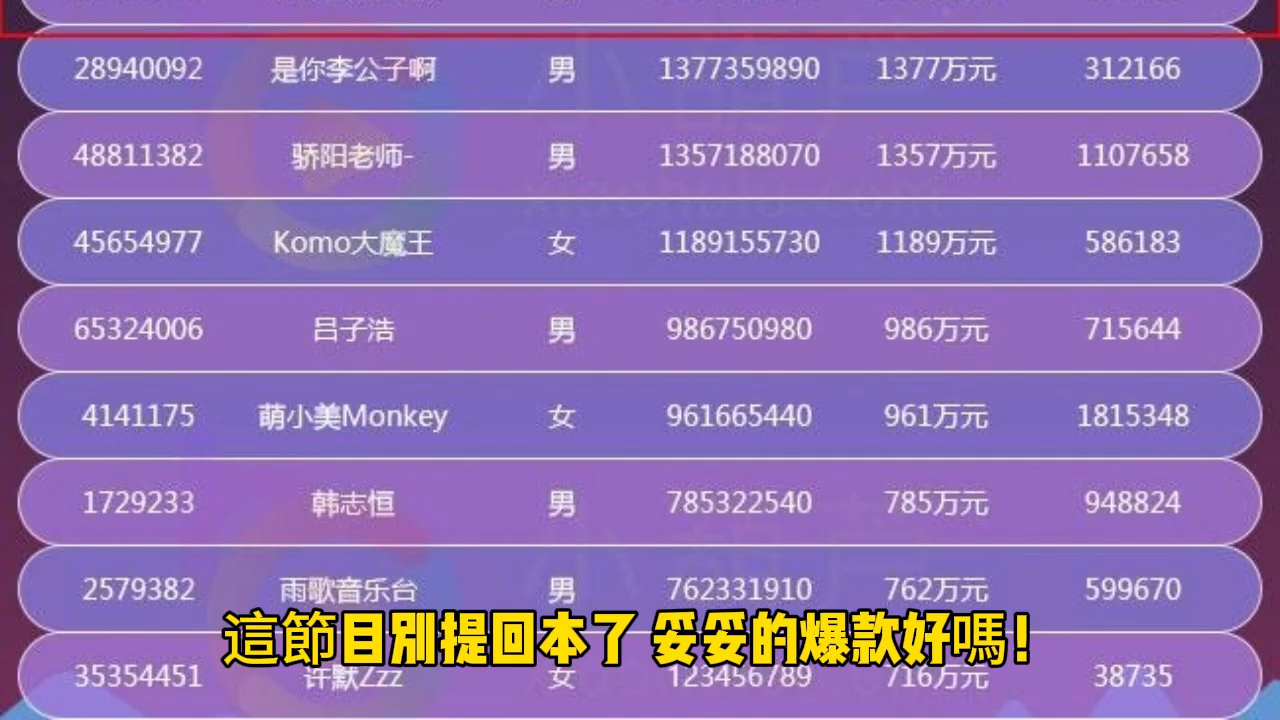 28940092 是你李公子啊 男 1377359890 1377万元 312166
48811382 骄阳老师- 男 1357188070 1357万元 1107658
45654977 Komo大魔王 女 1189155730 1189万元 586183
65324006 吕子浩 男 986750980 986万元 715644
4141175 萌小美Monkey 女 961665440 961万元 1815348
1729233 韩志恒 男 785322540 785万元 948824
2579382 雨歌音乐台 男 762331910 762万元 599670
這節目別提回本了 妥妥的爆款好嗎!
35354451 许默Zzz 女 123456789 716万元 38735